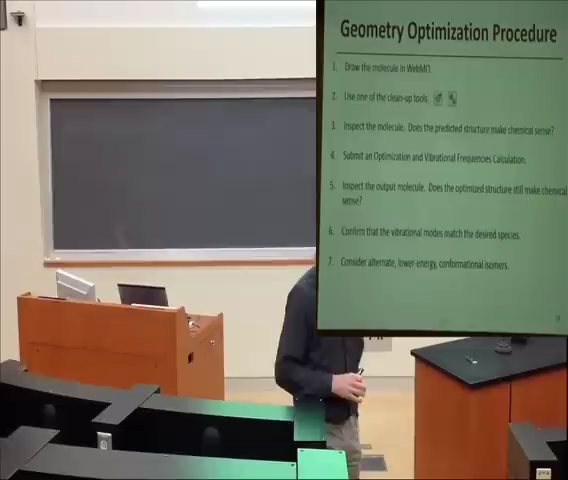 Geometry Optimization Procedure
1. Draw the molecule in WebMO.
2. Use one of the clean-up tools.
3. Inspect the molecule. Does the predicted structure make chemical sense?
4. Submit an Optimization and Vibrational Frequencies Calculation.
5. Inspect the output molecule. Does the optimized structure still make chemical
sense?
6. Confirm that the vibrational modes match the desired species.
7. Consider alternate, lower-energy, conformational isomers.